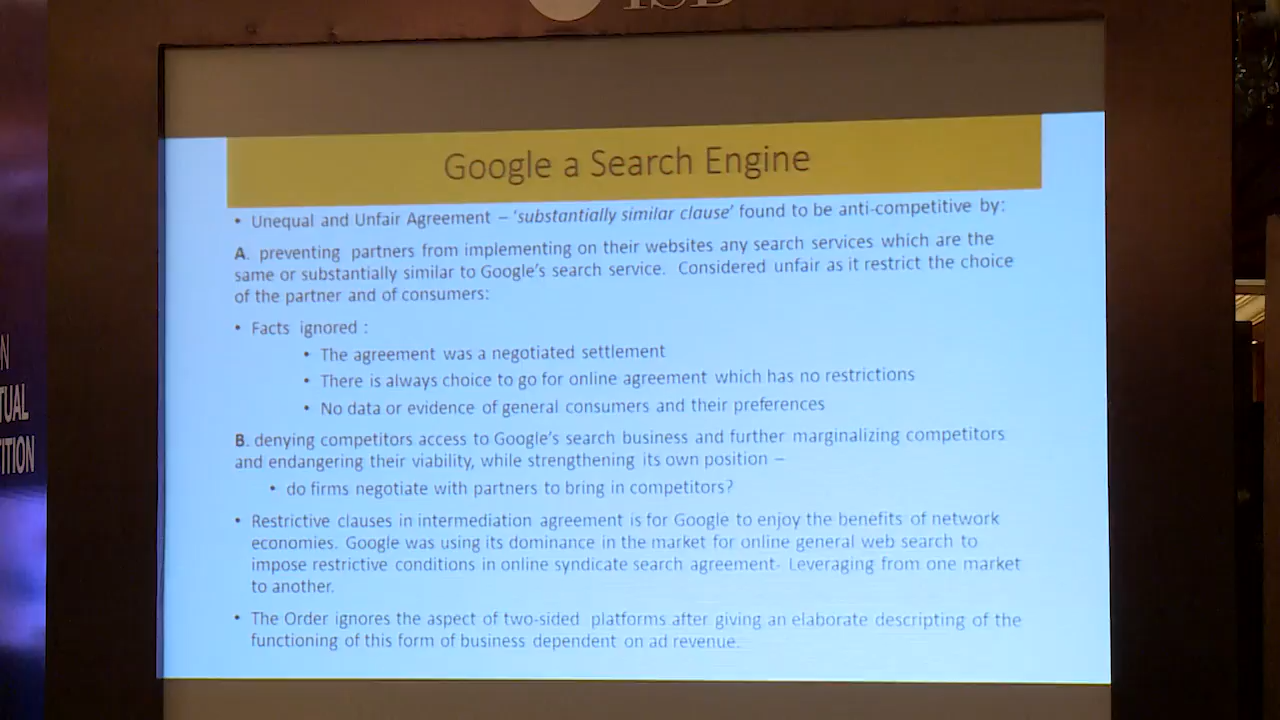 ISD
Google a Search Engine
• Unequal and Unfair Agreement – 'substantially similar clause' found to be anti-competitive by:
A. preventing partners from implementing on their websites any search services which are the
same or substantially similar to Google's search service. Considered unfair as it restrict the choice
of the partner and of consumers:
• Facts ignored :
• The agreement was a negotiated settlement
• There is always choice to go for online agreement which has no restrictions
• No data or evidence of general consumers and their preferences
B. denying competitors access to Google's search business and further marginalizing competitors
and endangering their viability, while strengthening its own position –
• do firms negotiate with partners to bring in competitors?
• Restrictive clauses in intermediation agreement is for Google to enjoy the benefits of network
economies. Google was using its dominance in the market for online general web search to
impose restrictive conditions in online syndicate search agreement- Leveraging from one market
to another.
• The Order ignores the aspect of two-sided platforms after giving an elaborate descripting of the
functioning of this form of business dependent on ad revenue.